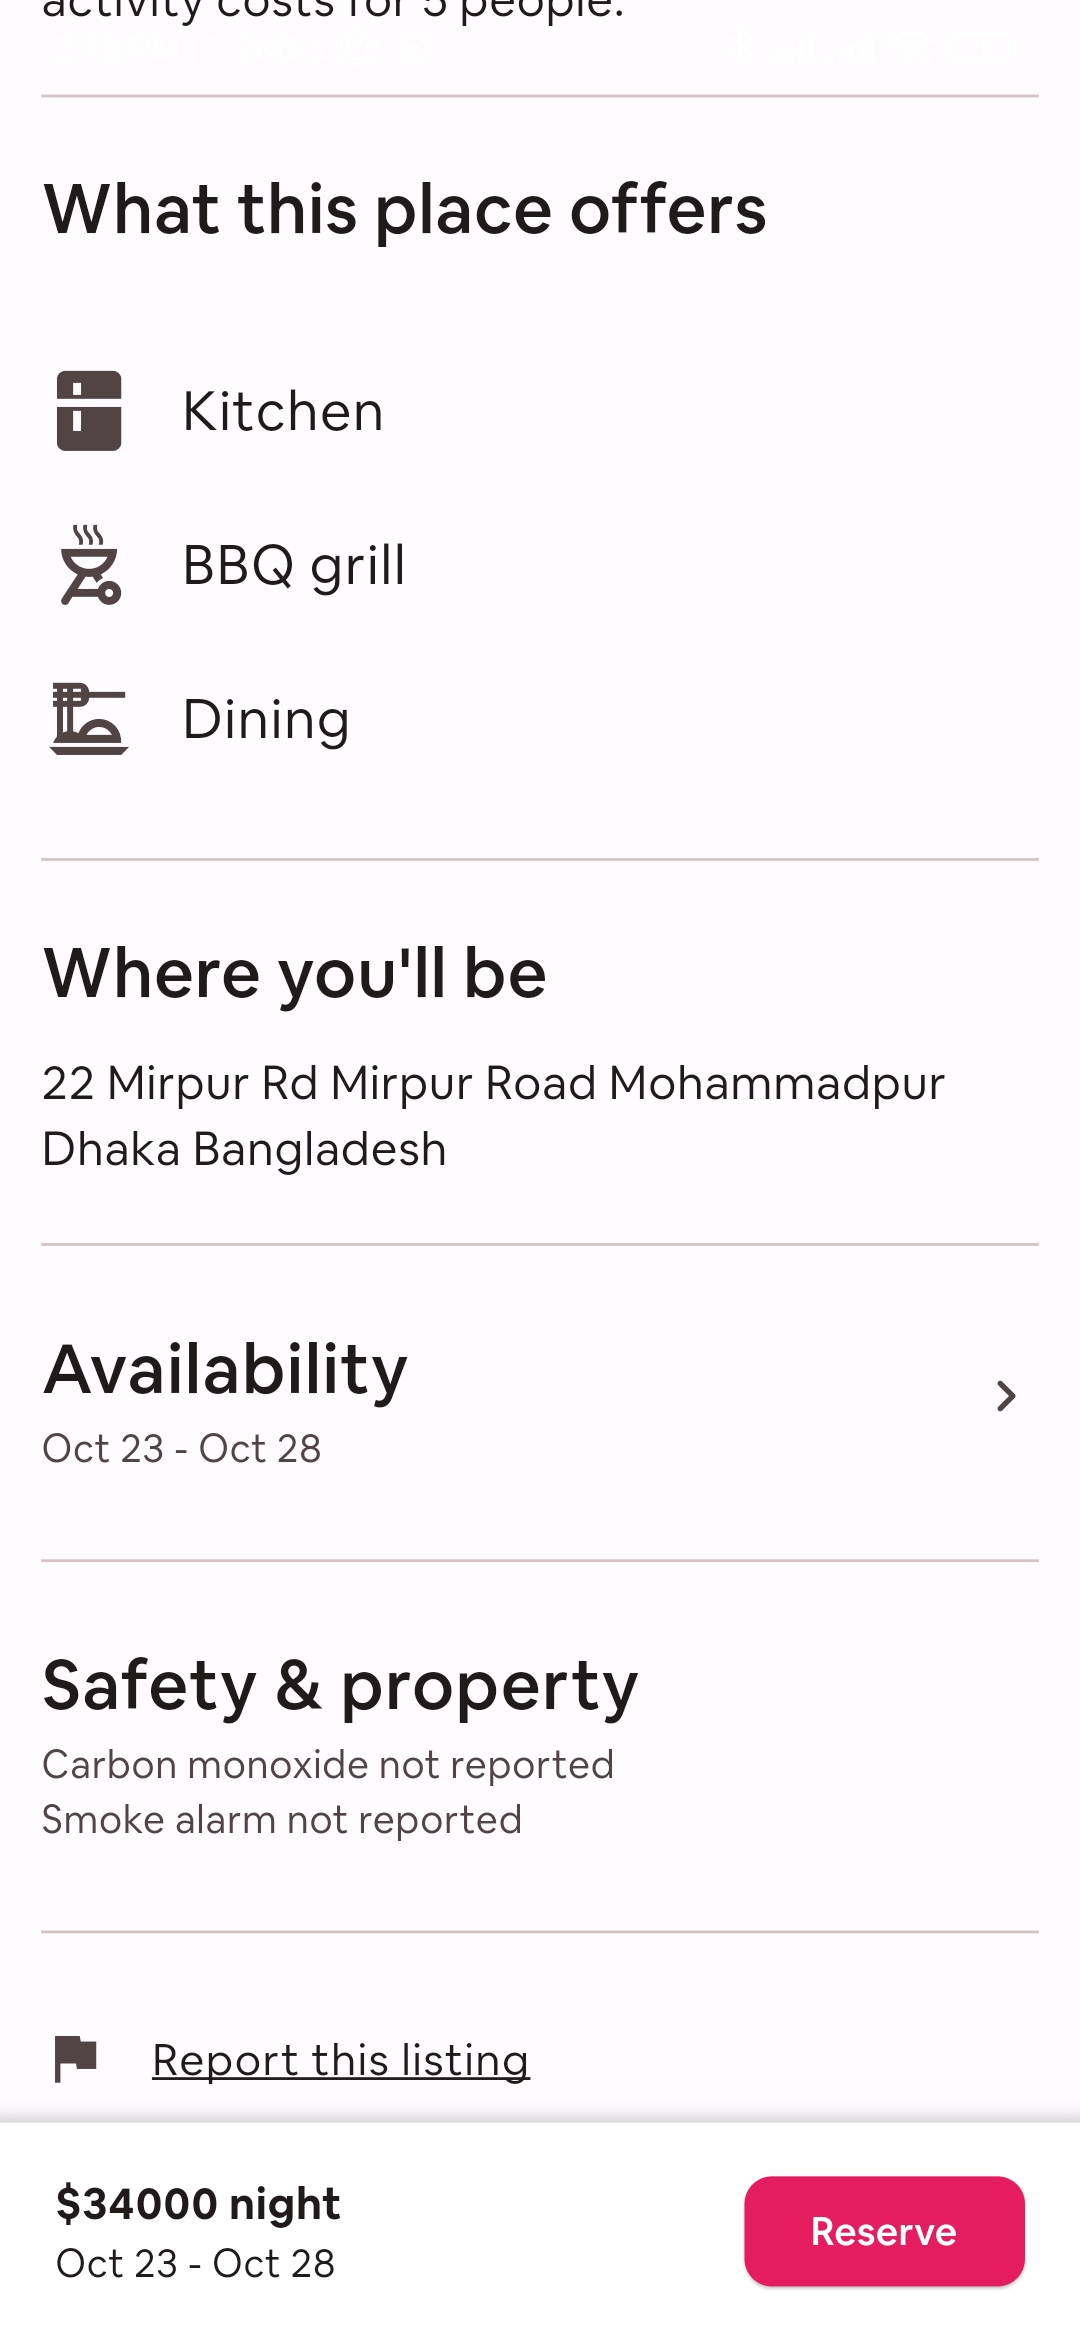 activity costs for 5 people.
What this place offers
Kitchen
BBQ grill
Dining
Where you'll be
22 Mirpur Rd Mirpur Road Mohammadpur
Dhaka Bangladesh
Availability
Oct 23 - Oct 28
Safety & property
Carbon monoxide not reported
Smoke alarm not reported
Report this listing
$34000 night
Oct 23 - Oct 28
Reserve